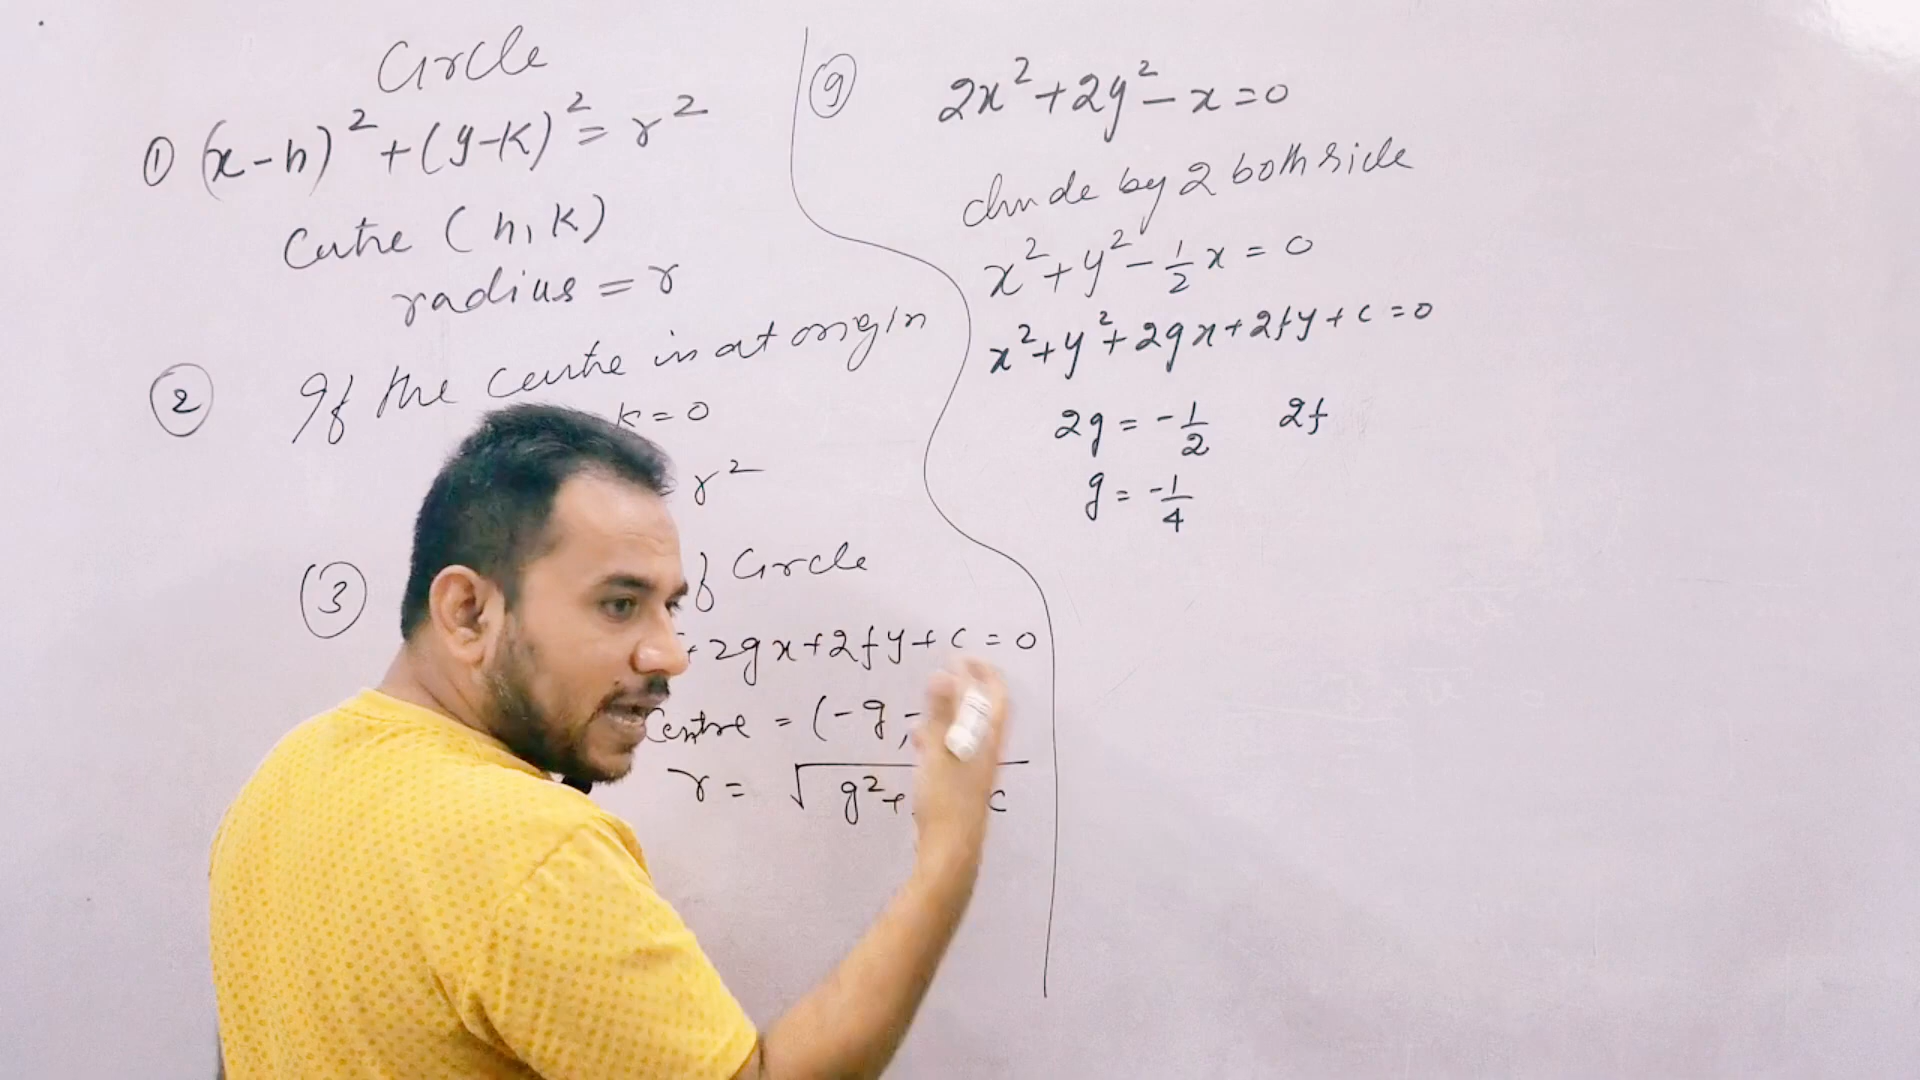 Circle
① (x-h)² + (y-k)² = r²
Centre (h, k)
radius = r
② If the centre is at origin
k = 0
r²
③ of Circle
+ 2gx + 2fy + c = 0
Centre = (-g, -
r = √g² + c
⑨ 2x² + 2y² - x = 0
divide by 2 both side
x² + y² - 1/2 x = 0
x² + y² + 2gx + 2fy + c = 0
2g = -1/2 2f
g = -1/4